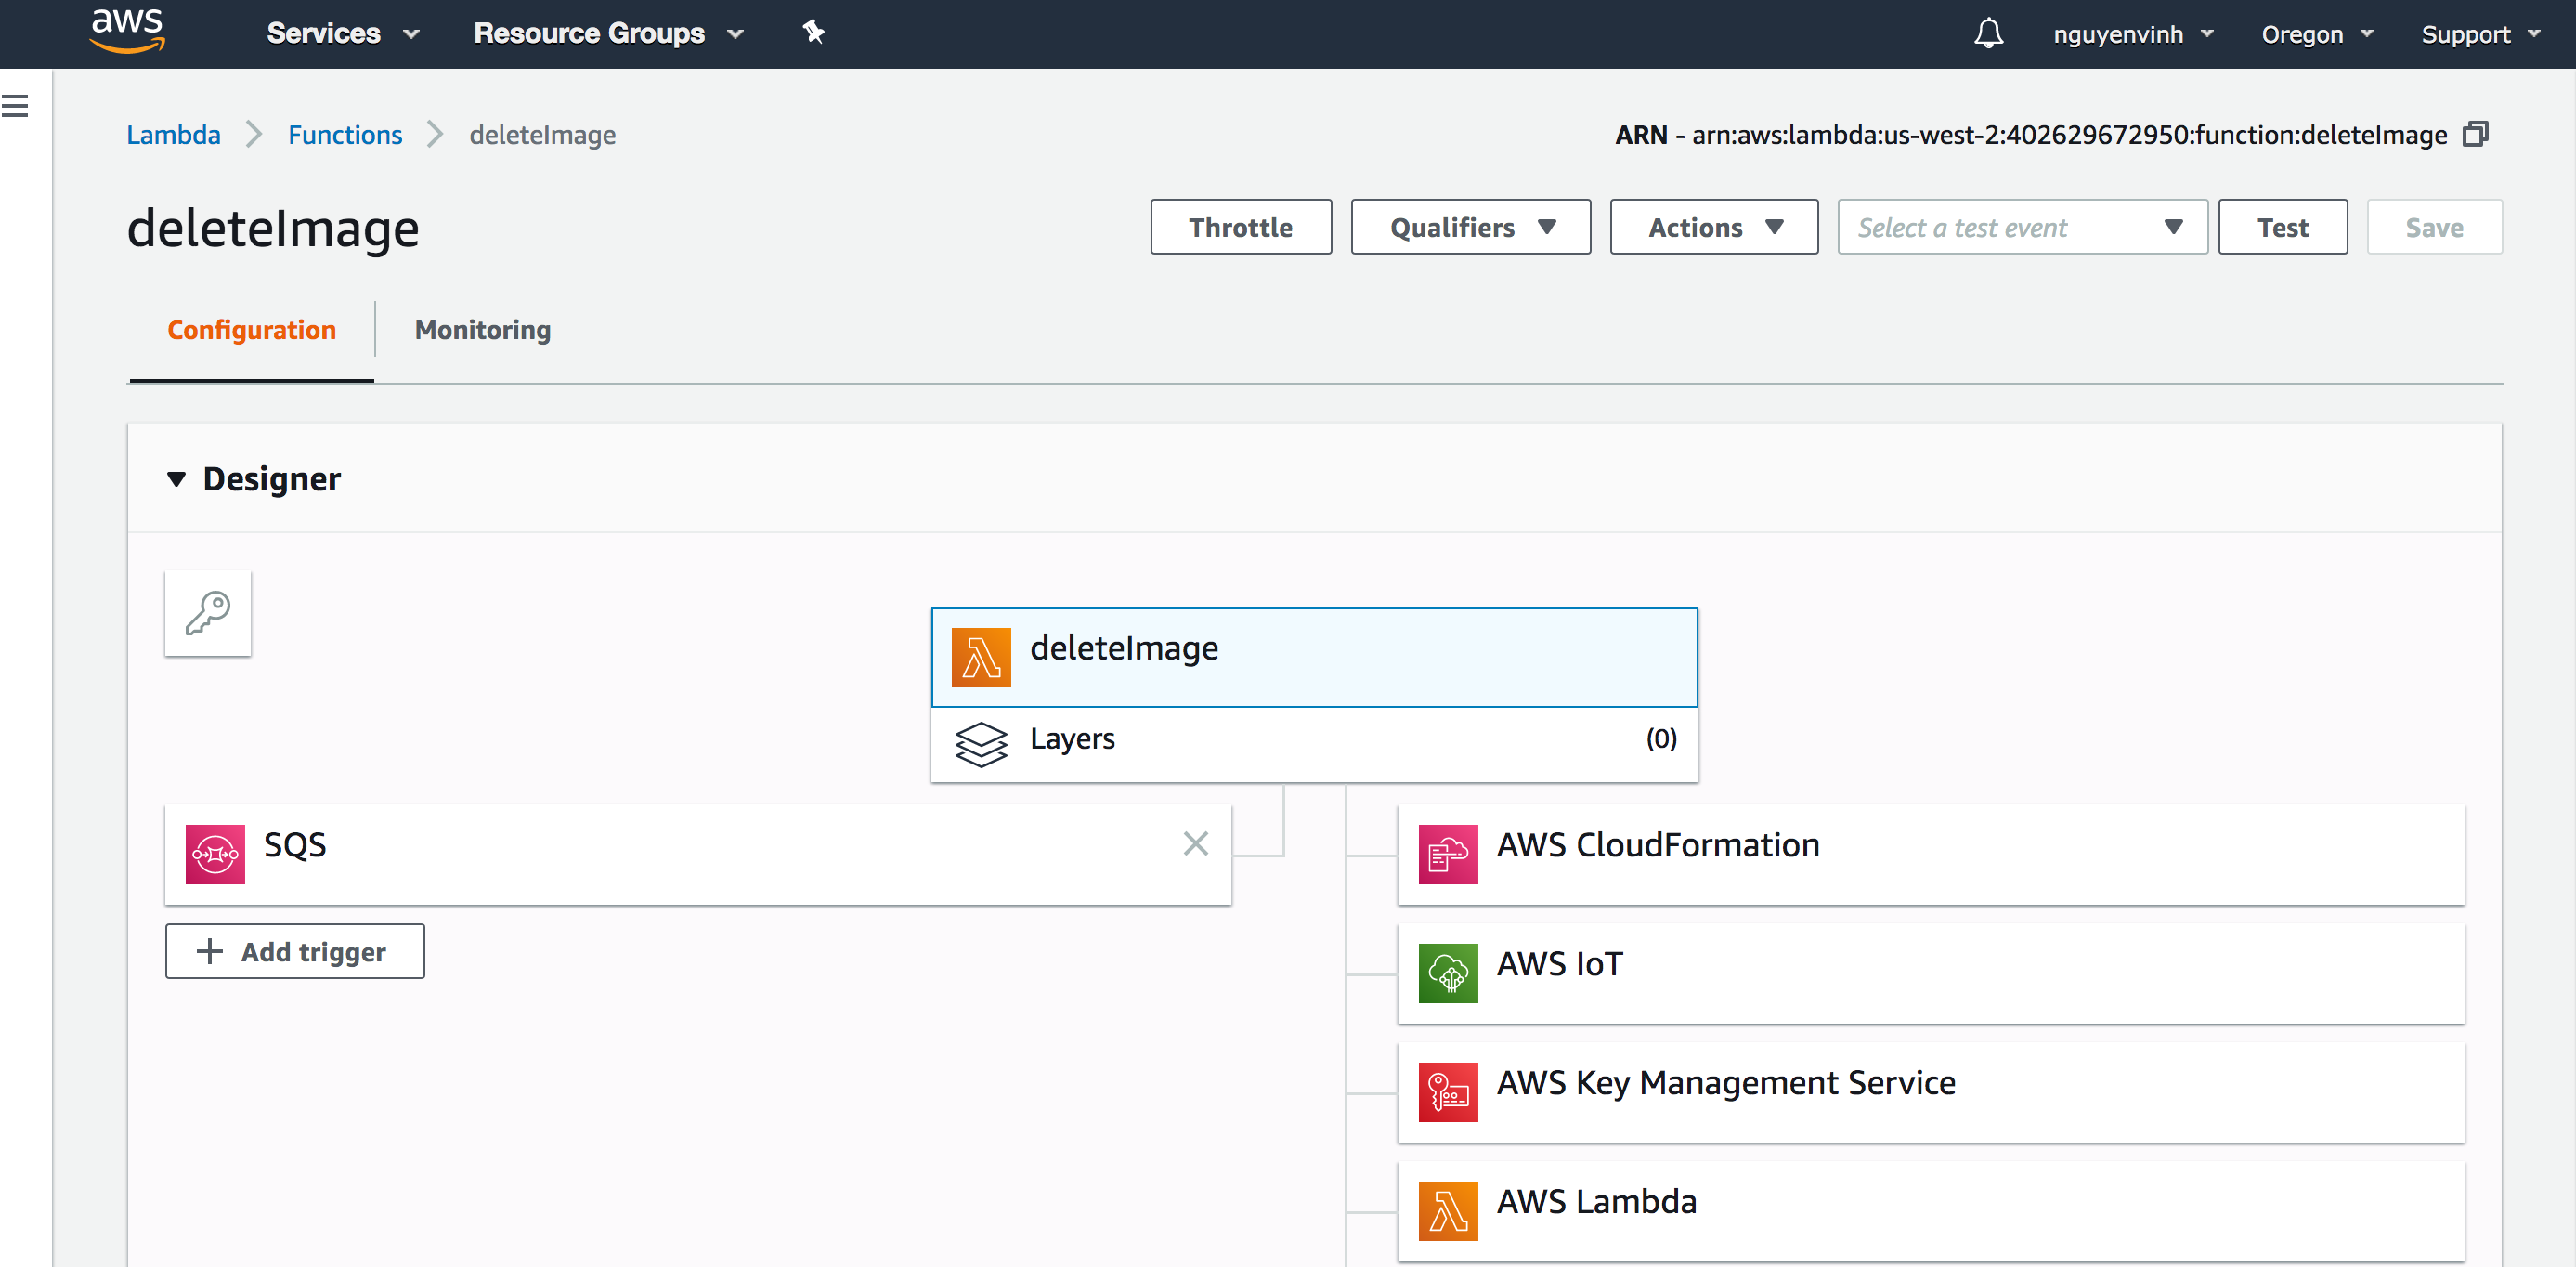 aws Services Resource Groups nguyenvinh Oregon Support
Lambda Functions deleteImage ARN - arn:aws:lambda:us-west-2:402629672950:function:deleteImage
deleteImage Throttle Qualifiers Actions Select a test event Test Save
Configuration Monitoring
Designer
deleteImage
Layers (0)
SQS
Add trigger
AWS CloudFormation
AWS IoT
AWS Key Management Service
AWS Lambda